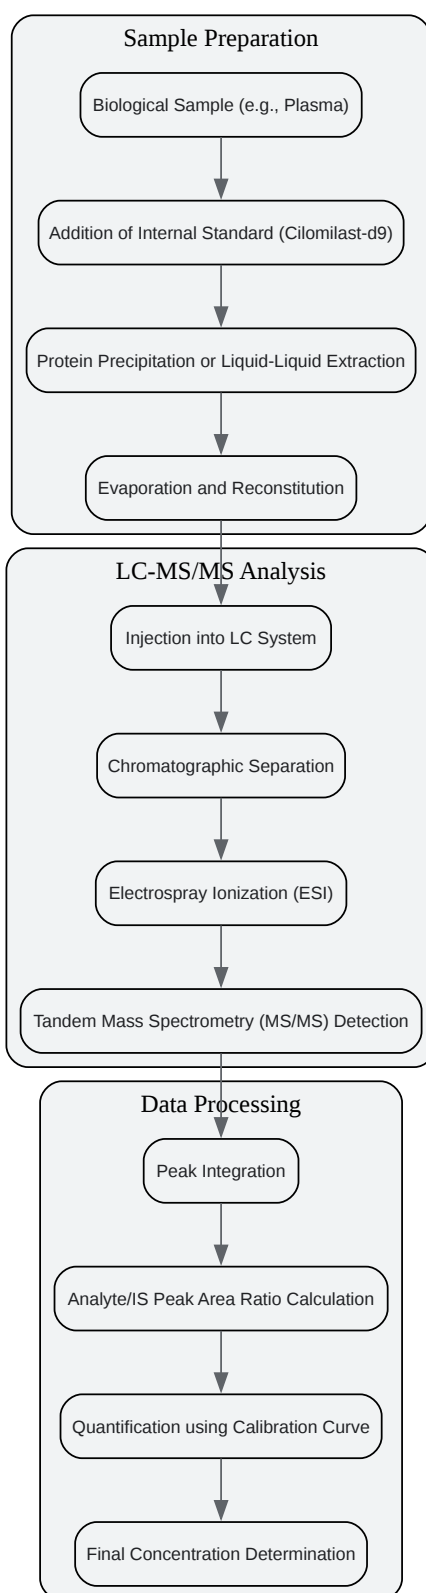 Sample Preparation
Biological Sample (e.g., Plasma)
Addition of Internal Standard (Cilomilast-d9)
Protein Precipitation or Liquid-Liquid Extraction
Evaporation and Reconstitution
LC-MS/MS Analysis
Injection into LC System
Chromatographic Separation
Electrospray Ionization (ESI)
Tandem Mass Spectrometry (MS/MS) Detection
Data Processing
Peak Integration
Analyte/IS Peak Area Ratio Calculation
Quantification using Calibration Curve
Final Concentration Determination